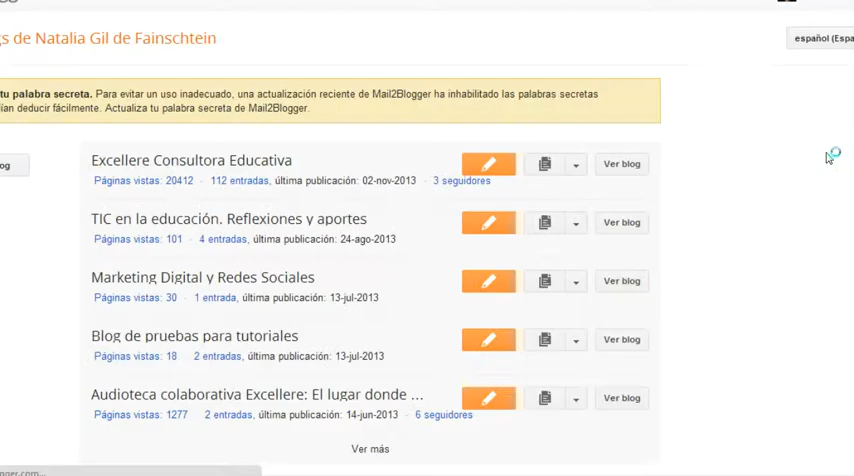 s de Natalia Gil de Fainschtein
español (Espa
tu palabra secreta. Para evitar un uso inadecuado, una actualización reciente de Mail2Blogger ha inhabilitado las palabras secretas
ían deducir fácilmente. Actualiza tu palabra secreta de Mail2Blogger.
og
Excellere Consultora Educativa
Ver blog
Páginas vistas: 20412 · 112 entradas, última publicación: 02-nov-2013 · 3 seguidores
TIC en la educación. Reflexiones y aportes
Ver blog
Páginas vistas: 101 · 4 entradas, última publicación: 24-ago-2013
Marketing Digital y Redes Sociales
Ver blog
Páginas vistas: 30 · 1 entrada, última publicación: 13-jul-2013
Blog de pruebas para tutoriales
Ver blog
Páginas vistas: 18 · 2 entradas, última publicación: 13-jul-2013
Audioteca colaborativa Excellere: El lugar donde ...
Ver blog
Páginas vistas: 1277 2 entradas, última publicación: 14-jun-2013 · 6 seguidores
Ver más
gger.com...